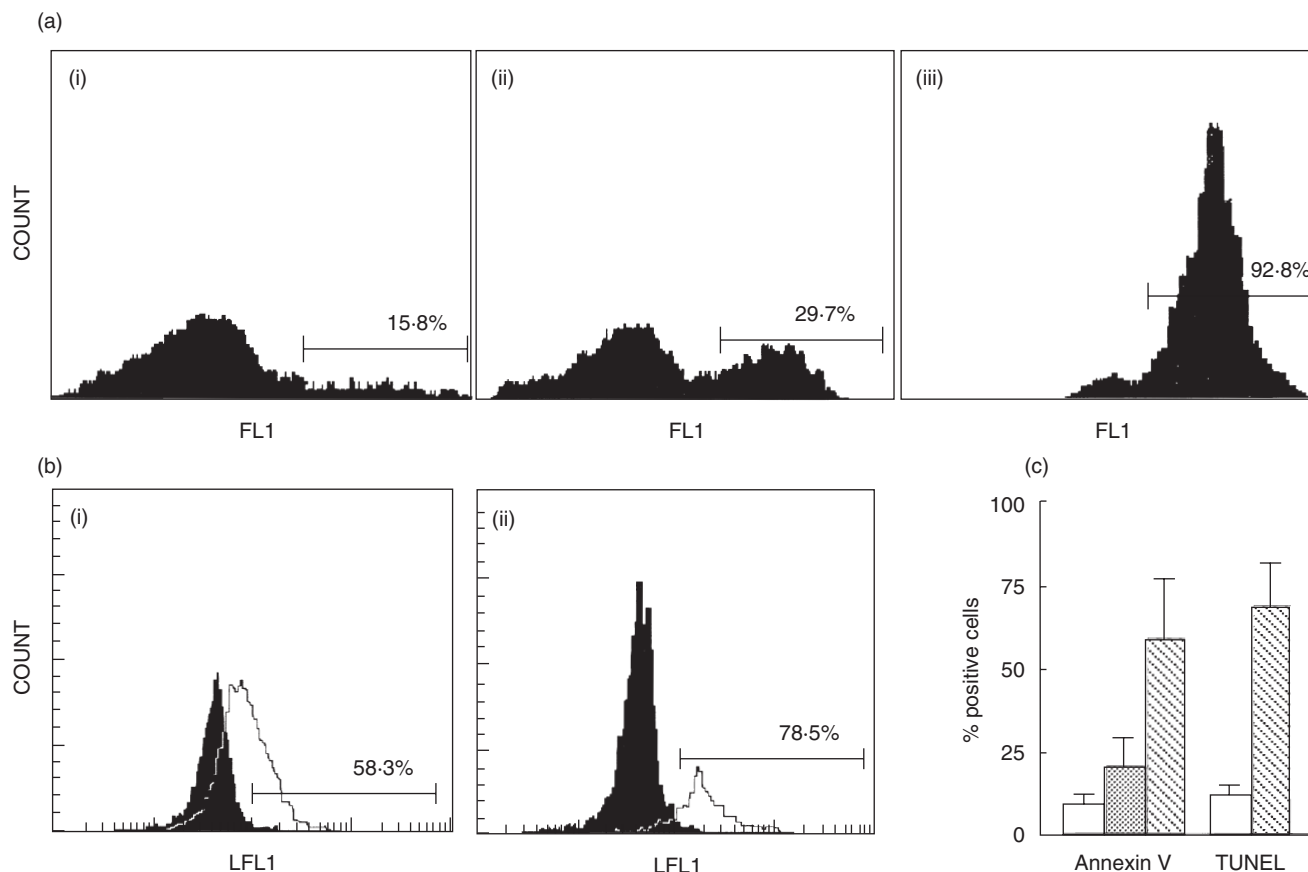 (a)
(i)
(ii)
(iii)
COUNT
15·8%
29·7%
92·8%
FL1
FL1
FL1
(b)
(i)
(ii)
COUNT
58·3%
78·5%
LFL1
LFL1
(c)
% positive cells
100
75
50
25
0
Annexin V
TUNEL